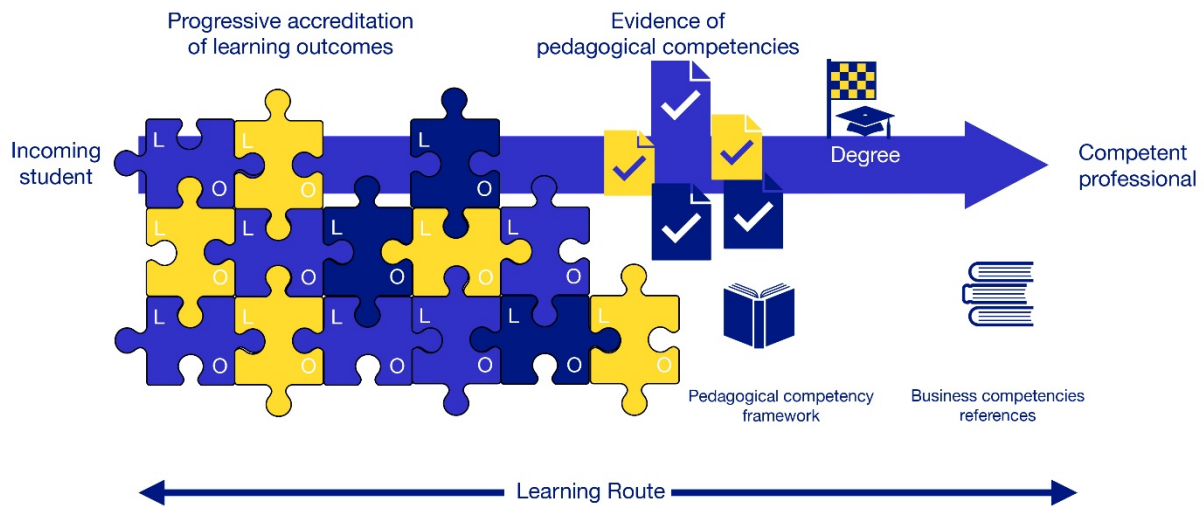 Progressive accreditation
of learning outcomes
Evidence of
pedagogical competencies
Incoming
student
L O
L O
L O
Degree
Competent
professional
L O
L O
L O
L O
L O
L O
L O
L O
L O
L O
L O
Pedagogical competency
framework
Business competencies
references
Learning Route